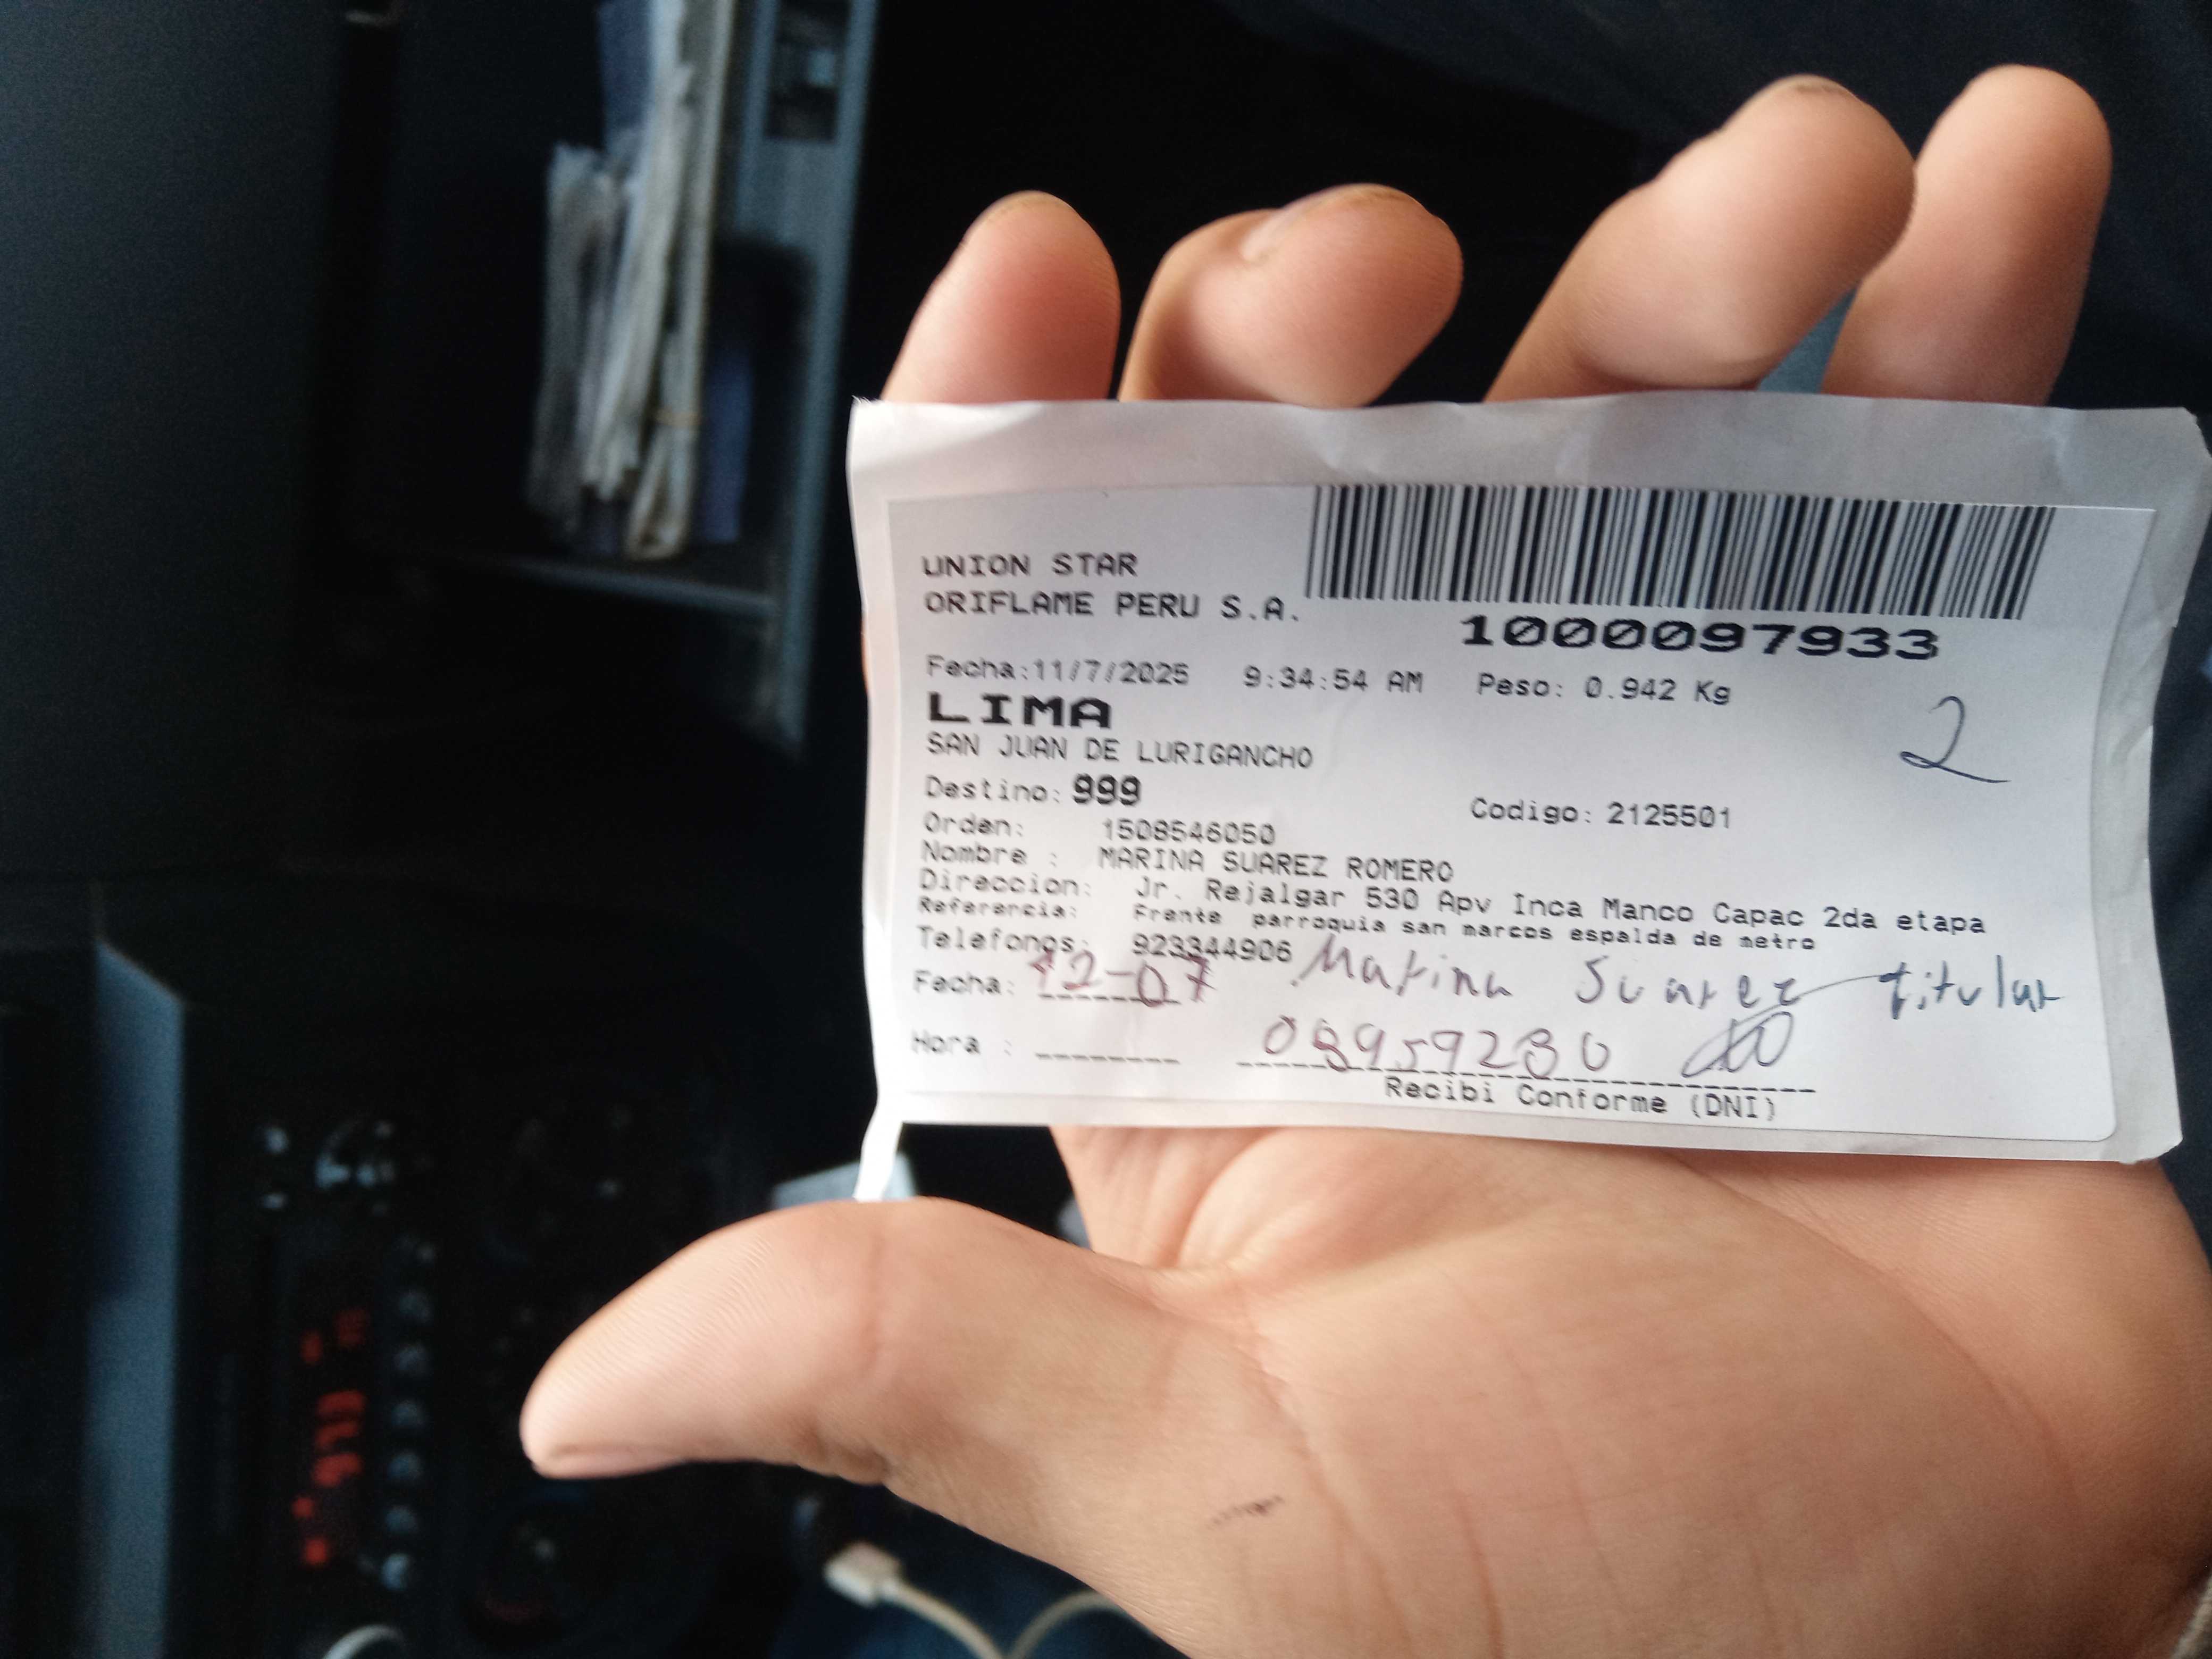 UNION STAR
ORIFLAME PERU S.A.
1000097933
Fecha:11/7/2025 9:34:54 AM Peso: 0.942 Kg
LIMA
2
SAN JUAN DE LURIGANCHO
Destino: 999 Codigo: 2125501
Orden: 1508546050
Nombre : MARINA SUAREZ ROMERO
Direccion: Jr. Rejalgar 530 Apv Inca Manco Capac 2da etapa
Referencia: Frente parroquia san marcos espalda de metro
Telefonos: 923344906
Fecha: 12-07 Marina Suarez titular
Hora :
Recibi Conforme (DNI)